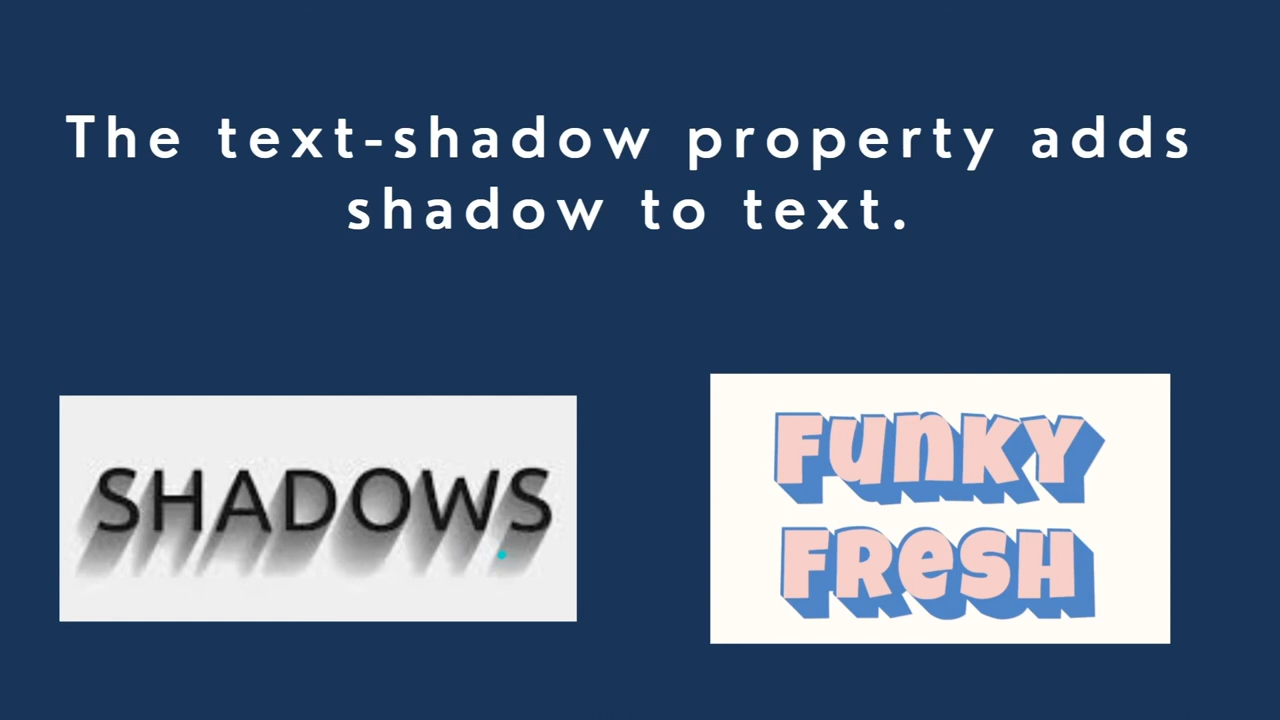 The text-shadow property adds
shadow to text.
SHADOWS
FUNKY
FRESH